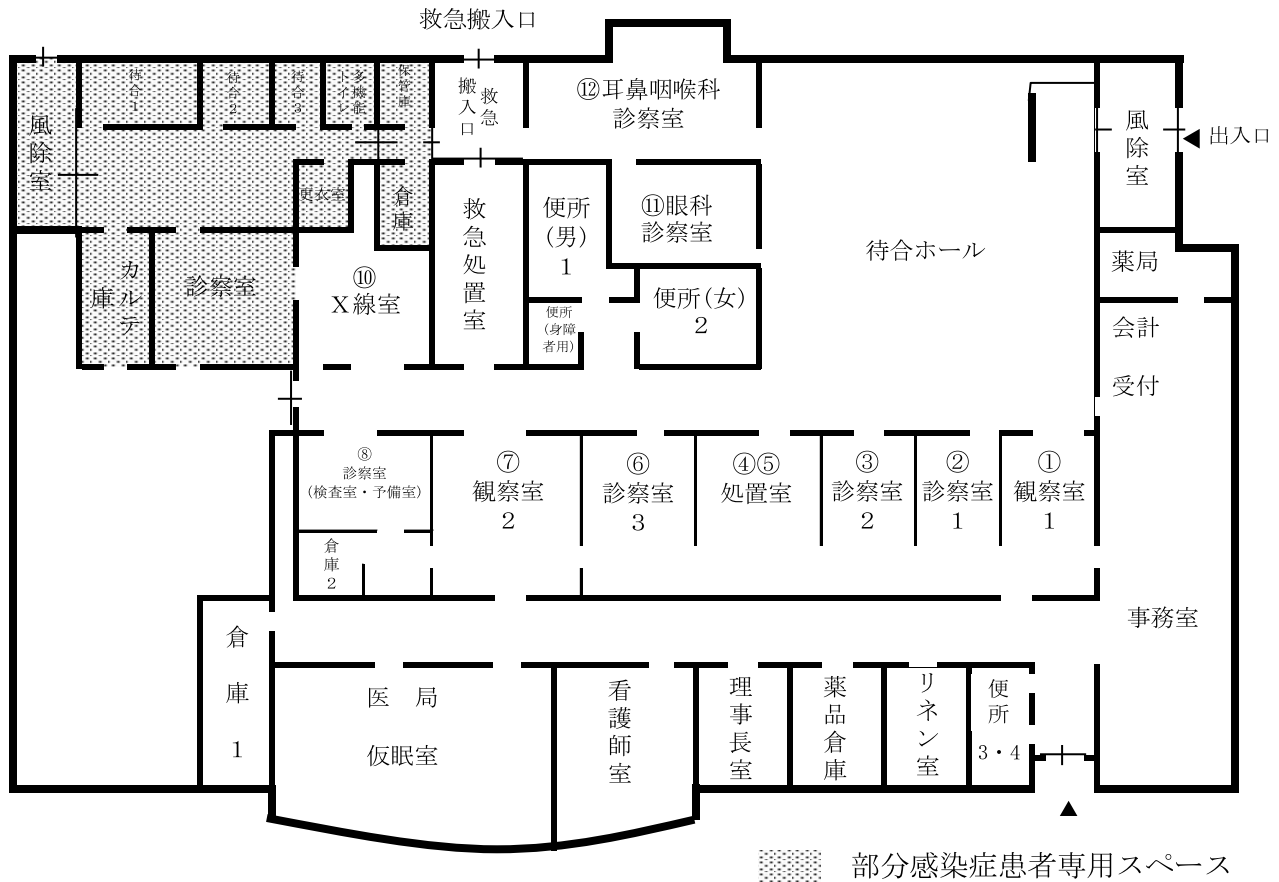 救急搬入口
待合1
待合2
待合3
多機能
トイレ
保管庫
救急
搬入口
⑫耳鼻咽喉科
診察室
風除室
風除室
出入口
更衣室
倉庫
救急処置室
便所
(男)
1
⑪眼科
診察室
待合ホール
薬局
カルテ
庫
診察室
⑩
X線室
便所
(身障
者用)
便所(女)
2
会計
受付
⑧
診察室
(検査室・予備室)
⑦
観察室
2
⑥
診察室
3
④⑤
処置室
③
診察室
2
②
診察室
1
①
観察室
1
倉庫2
事務室
倉庫1
医 局
仮眠室
看護師室
理事長室
薬品倉庫
リネン室
便所
3・4
部分感染症患者専用スペース